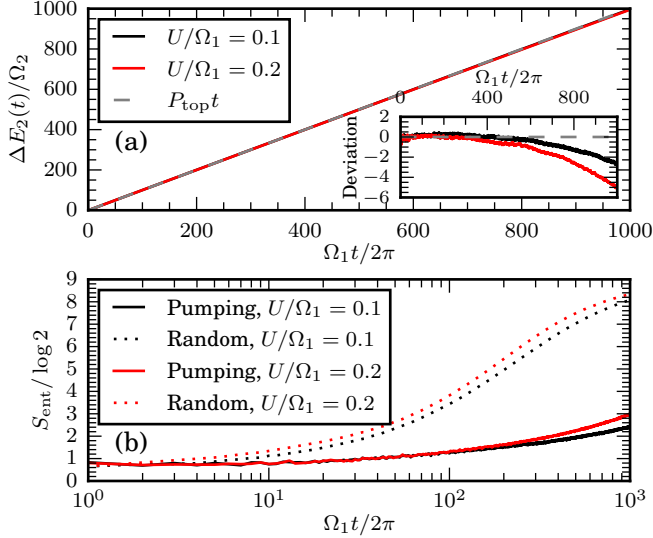 1000
800
600
400
200
0
ΔE₂(t)/Ω₂
U/Ω₁ = 0.1
U/Ω₁ = 0.2
P_top t
(a)
Ω₁t/2π
0 400 800
2
0
−2
−4
−6
Deviation
0 200 400 600 800 1000
Ω₁t/2π
9
8
7
6
5
4
3
2
1
0
S_ent/ log 2
Pumping, U/Ω₁ = 0.1
Random, U/Ω₁ = 0.1
Pumping, U/Ω₁ = 0.2
Random, U/Ω₁ = 0.2
(b)
10⁰ 10¹ 10² 10³
Ω₁t/2π